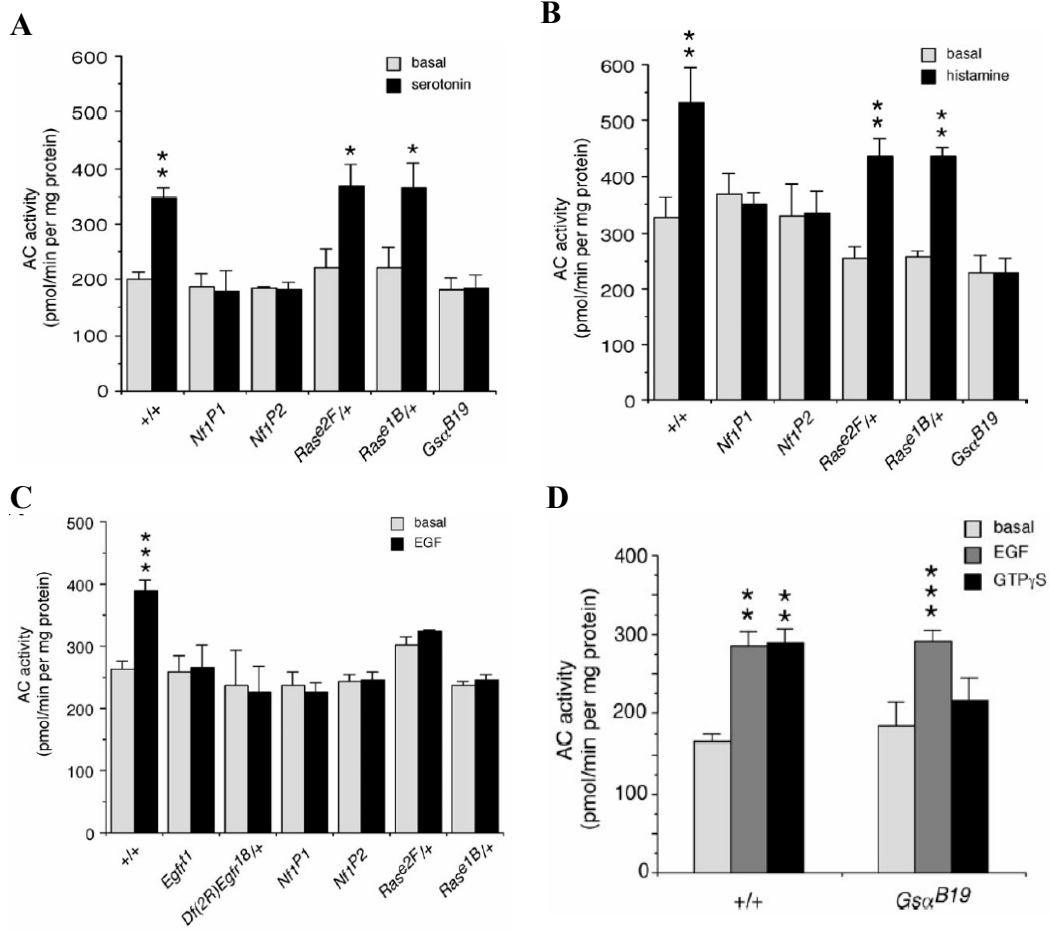 A
AC activity
(pmol/min per mg protein)
600
500
400
300
200
100
0
basal
serotonin
**
*
*
+/+
Nf1P1
Nf1P2
Rase2F/+
Rase1B/+
GsαB19
B
AC activity
(pmol/min per mg protein)
600
500
400
300
200
100
0
basal
histamine
**
**
**
+/+
Nf1P1
Nf1P2
Rase2F/+
Rase1B/+
GsαB19
C
AC activity
(pmol/min per mg protein)
500
400
300
200
100
0
basal
EGF
***
+/+
Egfrt1
Df(2R)Egfr18/+
Nf1P1
Nf1P2
Rase2F/+
Rase1B/+
D
AC activity
(pmol/min per mg protein)
400
300
200
100
0
basal
EGF
GTPγS
**
**
***
+/+
GsαB19